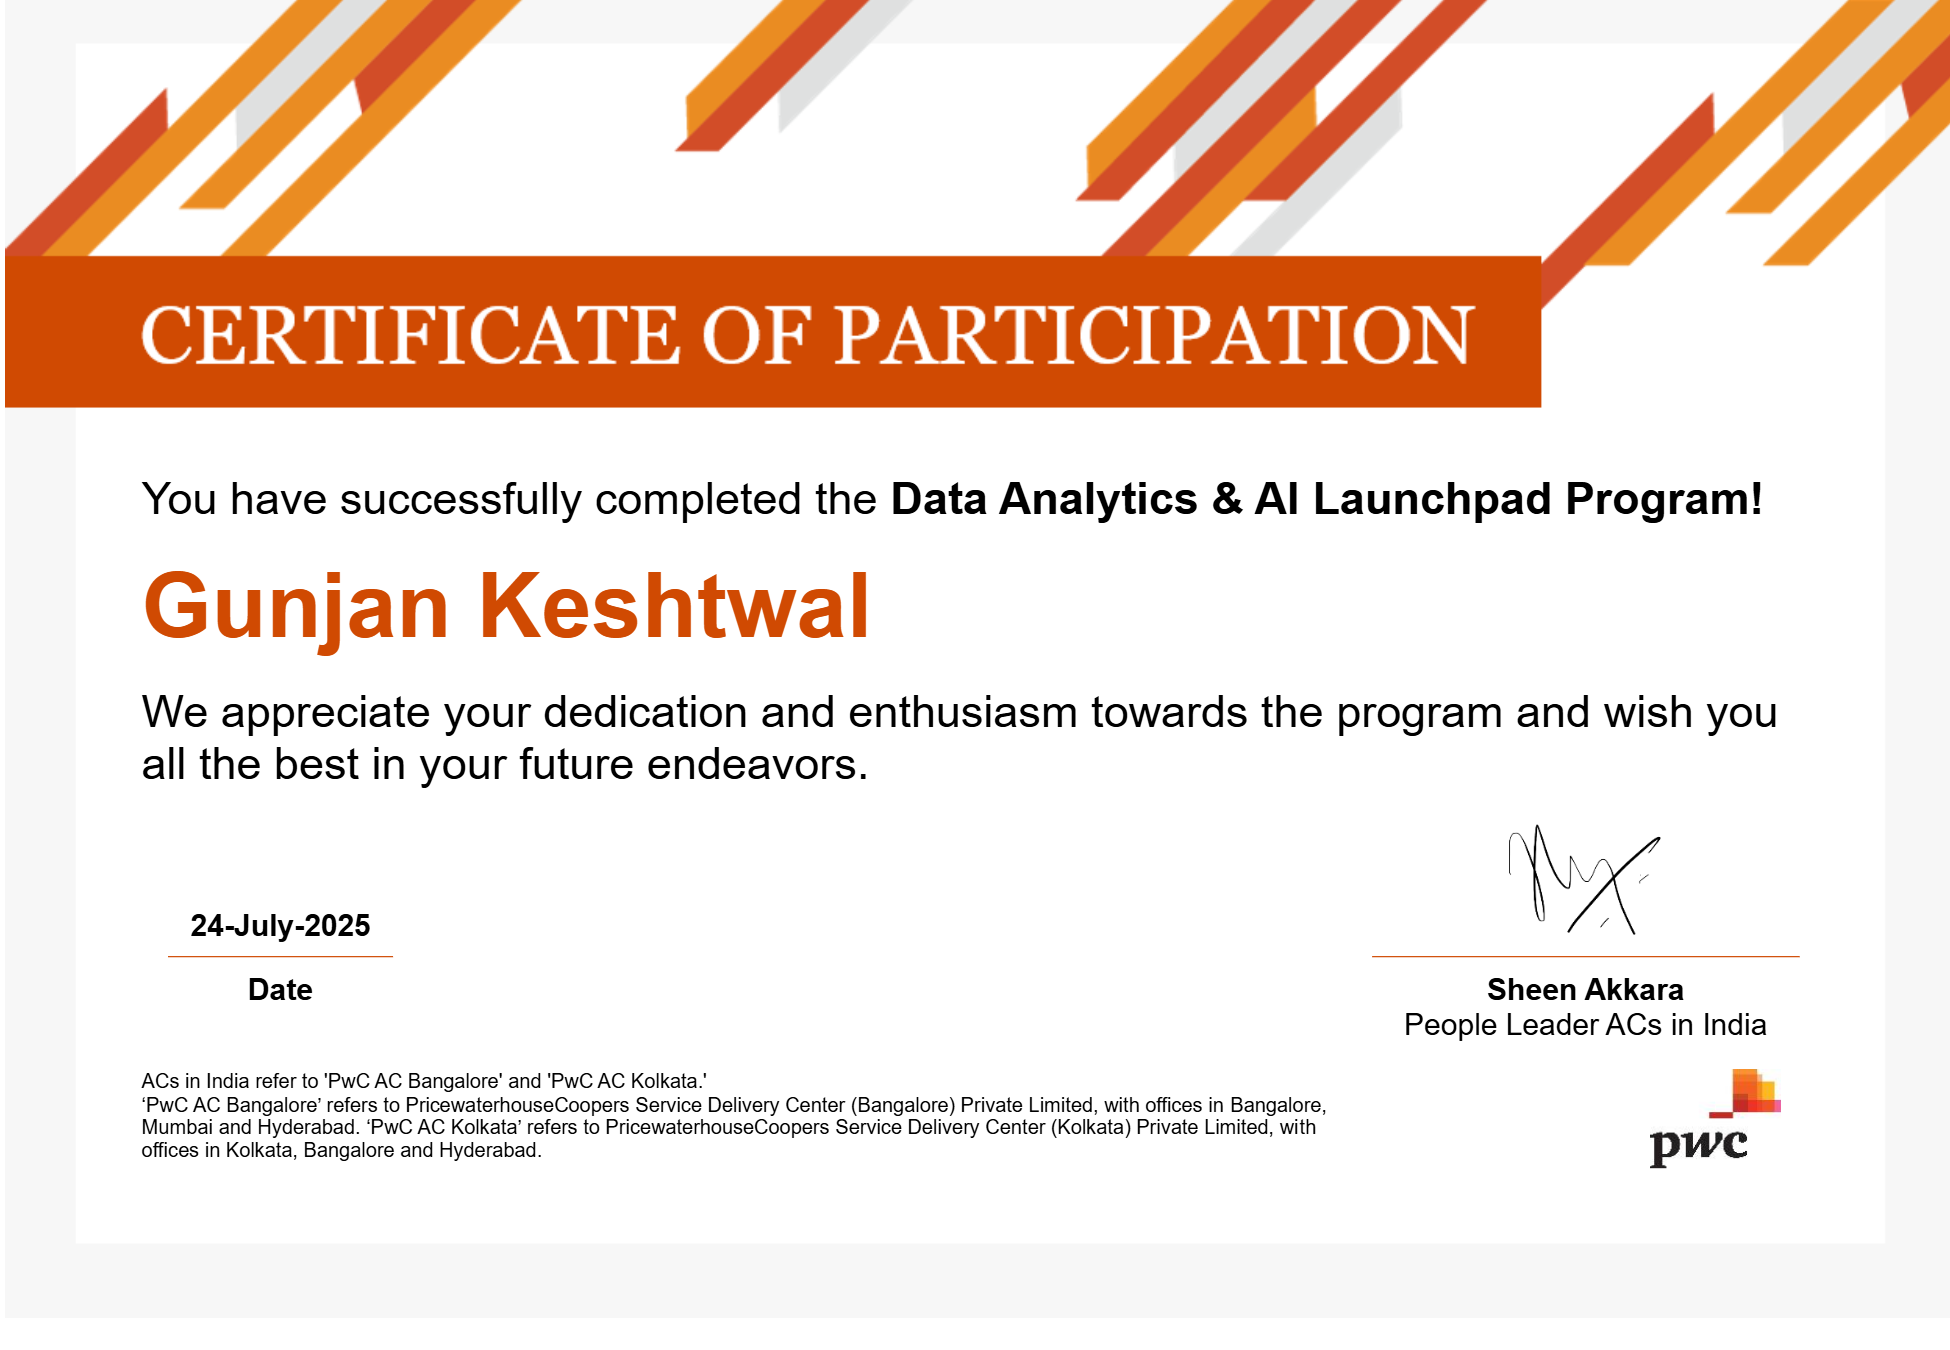 CERTIFICATE OF PARTICIPATION
You have successfully completed the Data Analytics & AI Launchpad Program!
Gunjan Keshtwal
We appreciate your dedication and enthusiasm towards the program and wish you
all the best in your future endeavors.
24-July-2025
Date
Sheen Akkara
People Leader ACs in India
ACs in India refer to 'PwC AC Bangalore' and 'PwC AC Kolkata.'
‘PwC AC Bangalore’ refers to PricewaterhouseCoopers Service Delivery Center (Bangalore) Private Limited, with offices in Bangalore,
Mumbai and Hyderabad. ‘PwC AC Kolkata’ refers to PricewaterhouseCoopers Service Delivery Center (Kolkata) Private Limited, with
offices in Kolkata, Bangalore and Hyderabad.
pwc